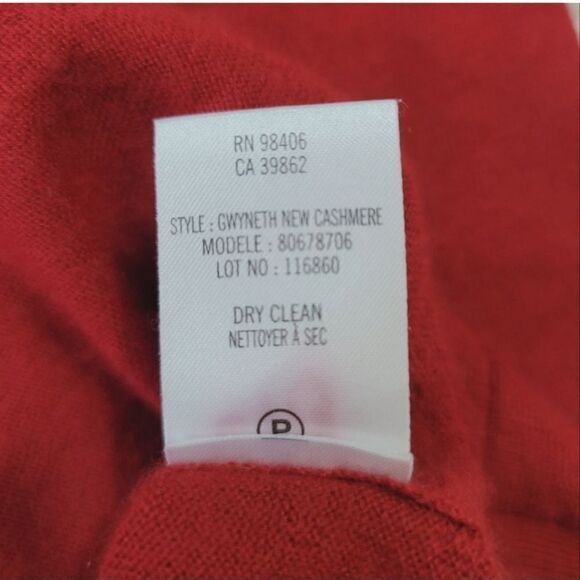 RN 98406
CA 39862
STYLE : GWYNETH NEW CASHMERE
MODELE : 80678706
LOT NO : 116860
DRY CLEAN
NETTOYER À SEC
P